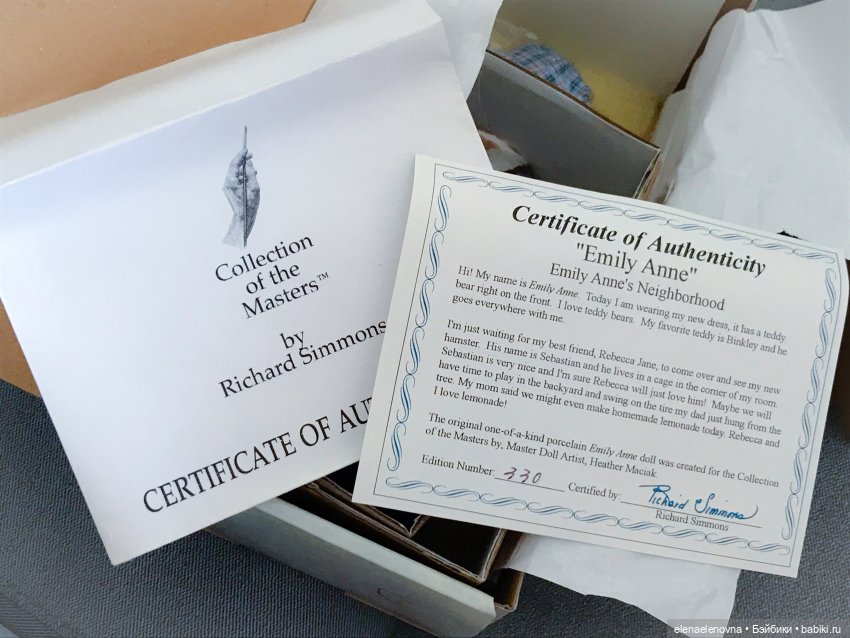 Collection
of the
Masters™
by
Richard Simmons
CERTIFICATE OF AUT
Certificate of Authenticity
"Emily Anne"
Emily Anne's Neighborhood
Hi! My name is Emily Anne. Today I am wearing my new dress, it has a teddy
bear right on the front. I love teddy bears. My favorite teddy is Binkley and he
goes everywhere with me.
I'm just waiting for my best friend, Rebecca Jane, to come over and see my new
hamster. His name is Sebastian and he lives in a cage in the corner of my room.
Sebastian is very nice and I'm sure Rebecca will just love him! Maybe we will
have time to play in the backyard and swing on the tire my dad just hung from the
tree. My mom said we might even make homemade lemonade today. Rebecca and
I love lemonade!
The original one-of-a-kind porcelain Emily Anne doll was created for the Collection
of the Masters by, Master Doll Artist, Heather Maciak
Edition Number: 330 Certified by: Richard Simmons
Richard Simmons
elenaelenovna • Бэйбики • babiki.ru